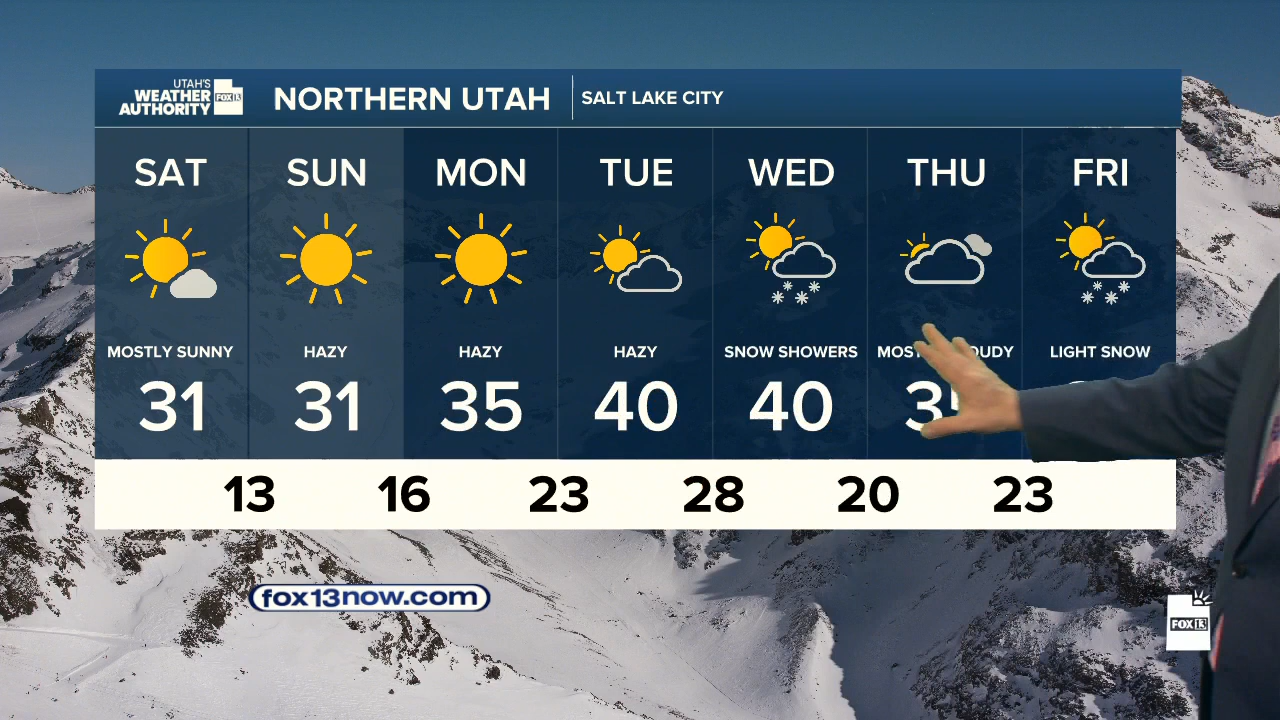 UTAH'S
WEATHER
AUTHORITY
FOX 13
NORTHERN UTAH
SALT LAKE CITY
SAT SUN MON TUE WED THU FRI
MOSTLY SUNNY HAZY HAZY HAZY SNOW SHOWERS LIGHT SNOW
31 31 35 40 40
13 16 23 28 20 23
fox13now.com
FOX 13